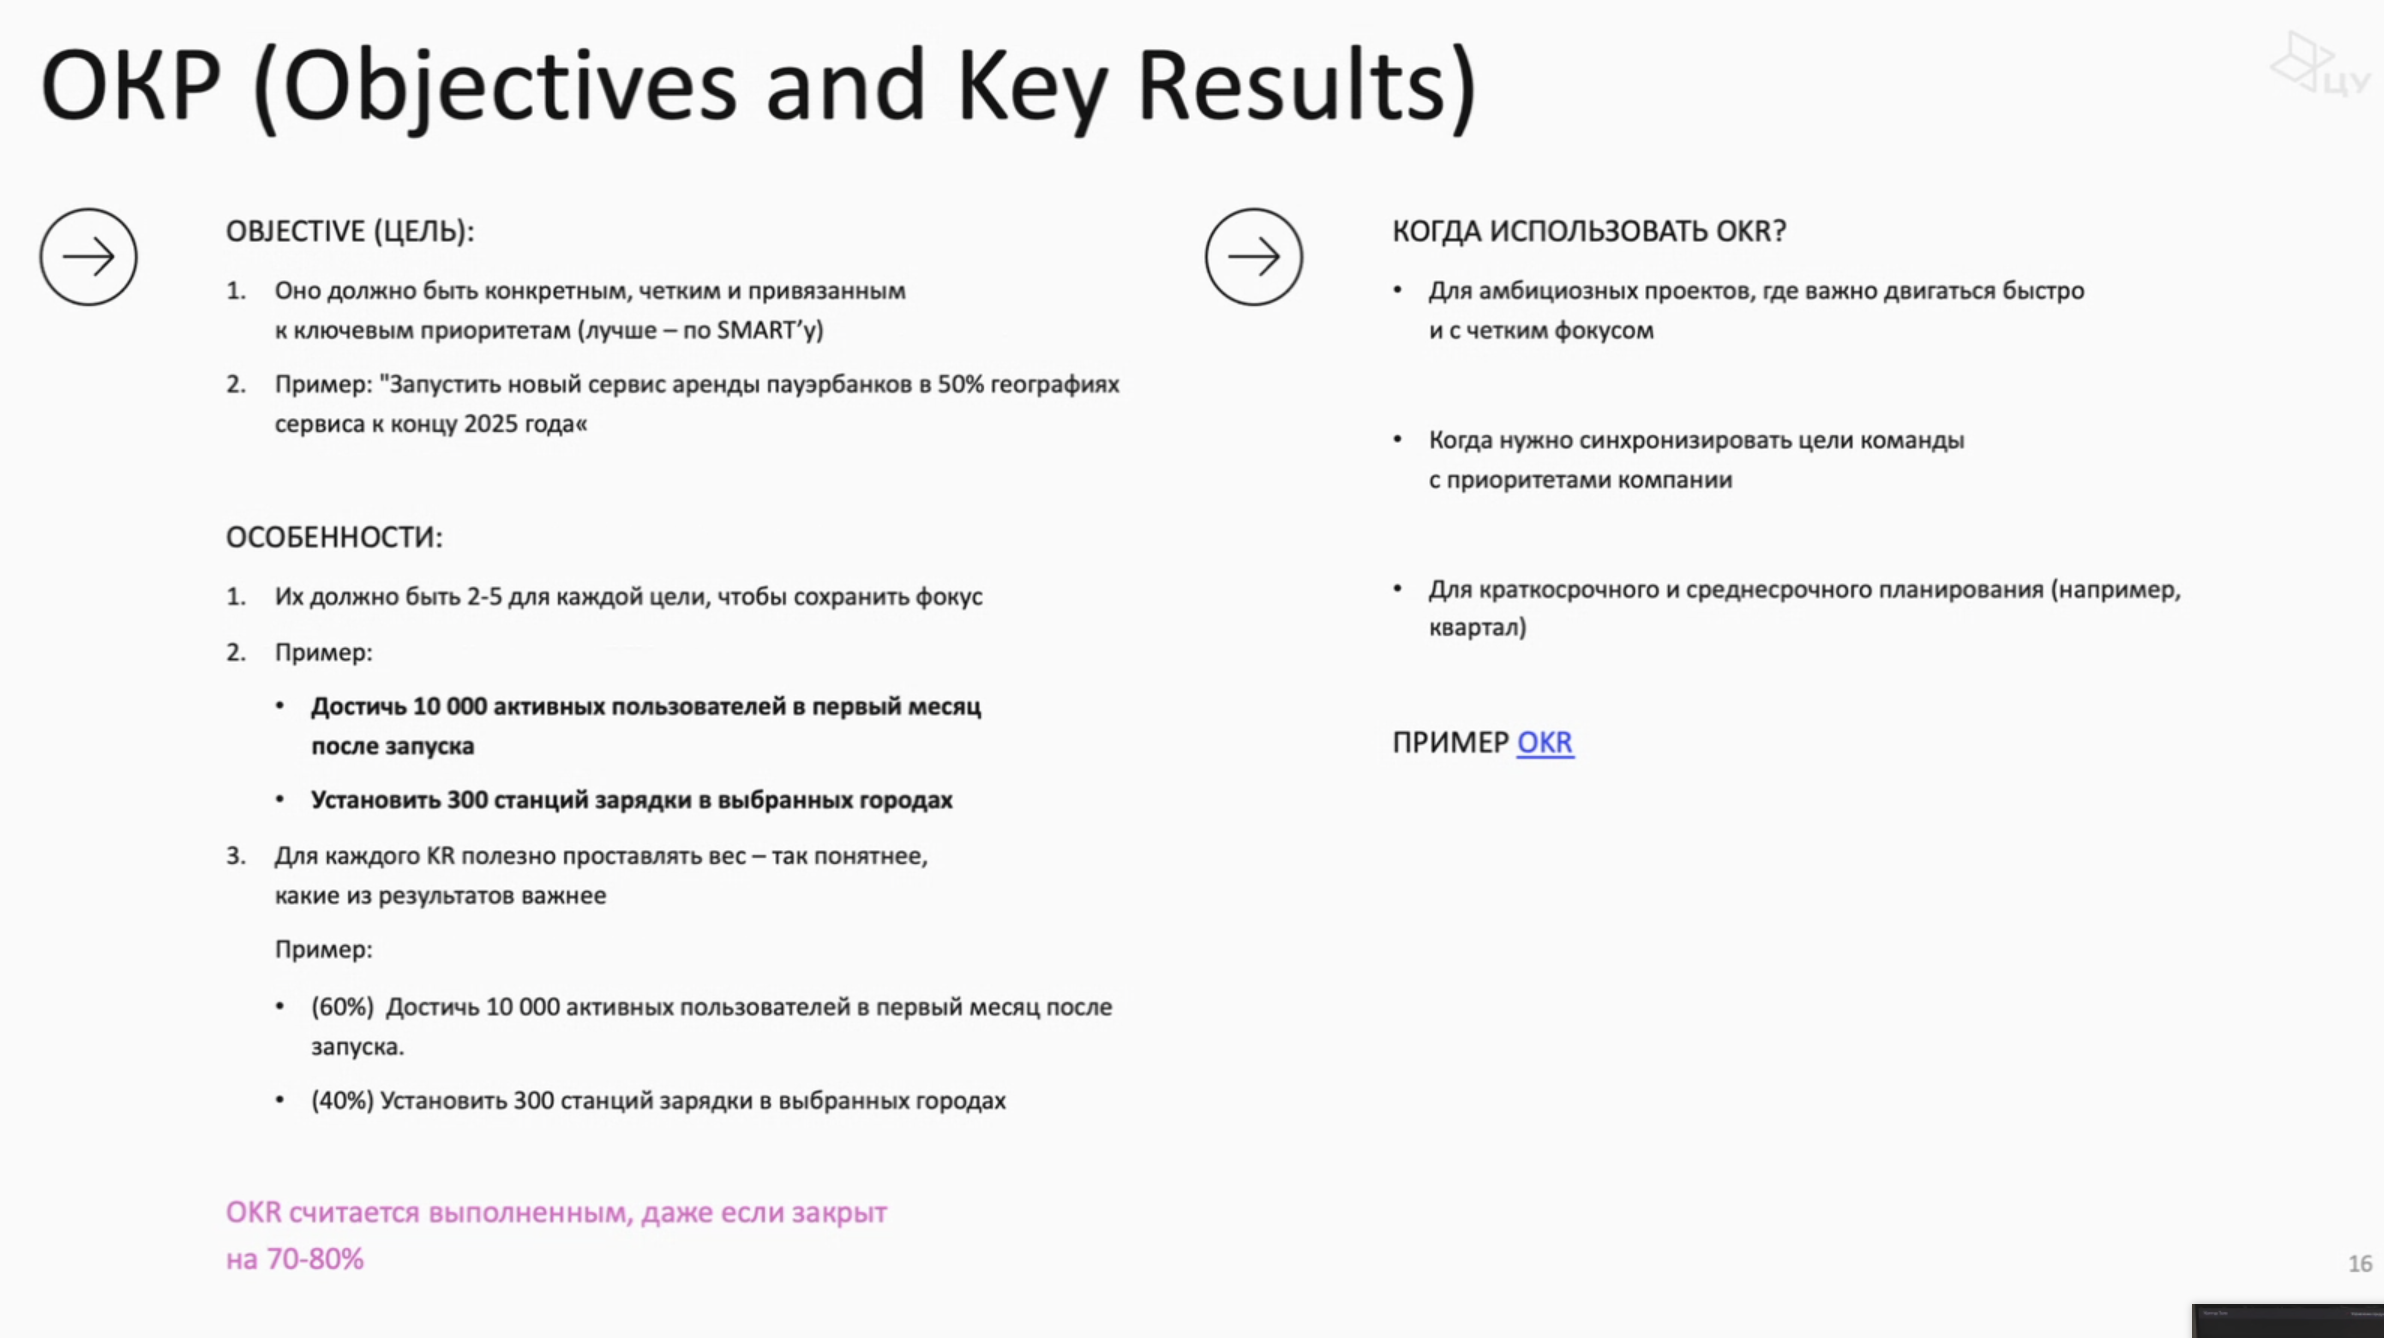 ОКР (Objectives and Key Results)
ЦУ
OBJECTIVE (ЦЕЛЬ):
1. Оно должно быть конкретным, четким и привязанным
к ключевым приоритетам (лучше – по SMART’у)
2. Пример: "Запустить новый сервис аренды пауэрбанков в 50% географиях
сервиса к концу 2025 года«
ОСОБЕННОСТИ:
1. Их должно быть 2-5 для каждой цели, чтобы сохранить фокус
2. Пример:
• Достичь 10 000 активных пользователей в первый месяц
после запуска
• Установить 300 станций зарядки в выбранных городах
3. Для каждого KR полезно проставлять вес – так понятнее,
какие из результатов важнее
Пример:
• (60%) Достичь 10 000 активных пользователей в первый месяц после
запуска.
• (40%) Установить 300 станций зарядки в выбранных городах
OKR считается выполненным, даже если закрыт
на 70-80%
КОГДА ИСПОЛЬЗОВАТЬ OKR?
• Для амбициозных проектов, где важно двигаться быстро
и с четким фокусом
• Когда нужно синхронизировать цели команды
с приоритетами компании
• Для краткосрочного и среднесрочного планирования (например,
квартал)
ПРИМЕР OKR
16